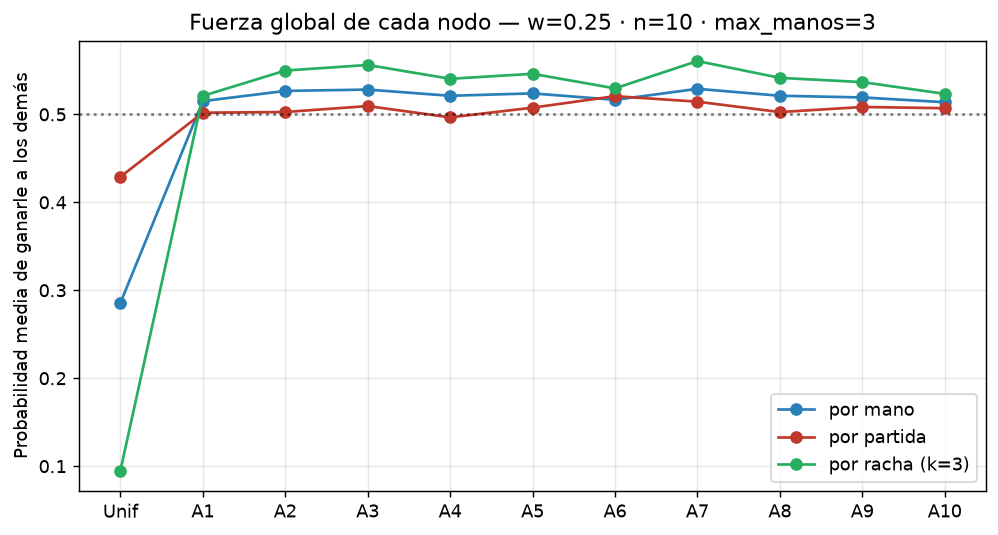 Fuerza global de cada nodo — w=0.25 · n=10 · max_manos=3
Probabilidad media de ganarle a los demás
0.5
0.4
0.3
0.2
0.1
Unif A1 A2 A3 A4 A5 A6 A7 A8 A9 A10
por mano
por partida
por racha (k=3)